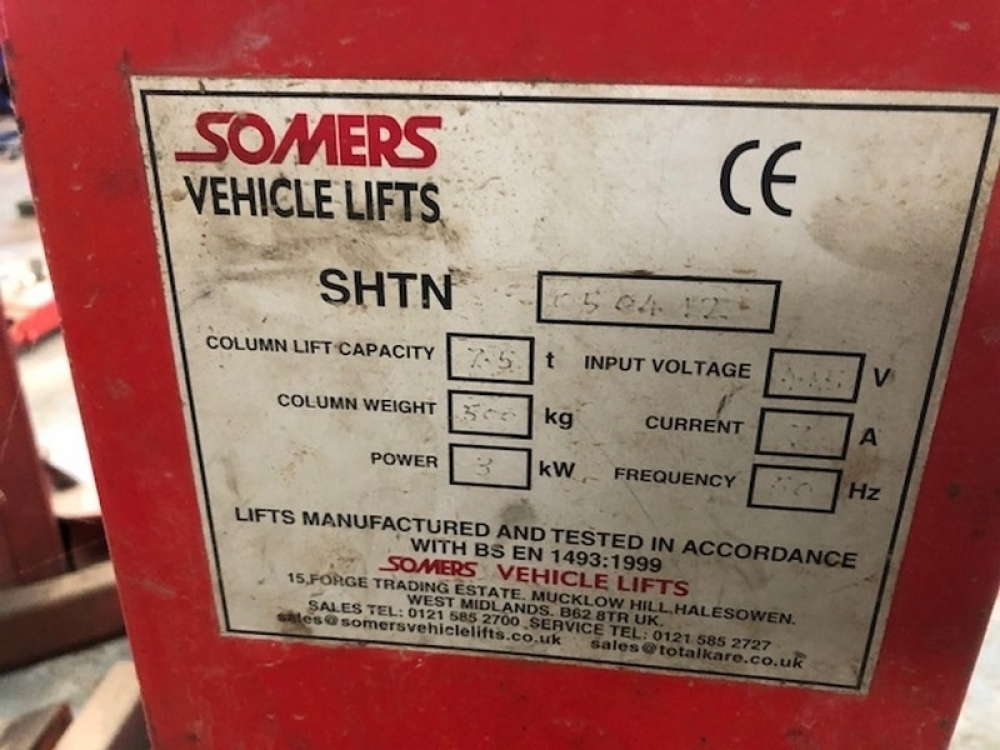 SOMERS
VEHICLE LIFTS
CE
SHTN 050412
COLUMN LIFT CAPACITY 7.5 t INPUT VOLTAGE V
COLUMN WEIGHT 500 kg CURRENT A
POWER 3 kW FREQUENCY 50 Hz
LIFTS MANUFACTURED AND TESTED IN ACCORDANCE
WITH BS EN 1493:1999
SOMERS VEHICLE LIFTS
15,FORGE TRADING ESTATE. MUCKLOW HILL.HALESOWEN.
WEST MIDLANDS. B62 8TR UK.
SALES TEL: 0121 585 2700 SERVICE TEL: 0121 585 2727
sales@somersvehiclelifts.co.uk sales@totalkare.co.uk